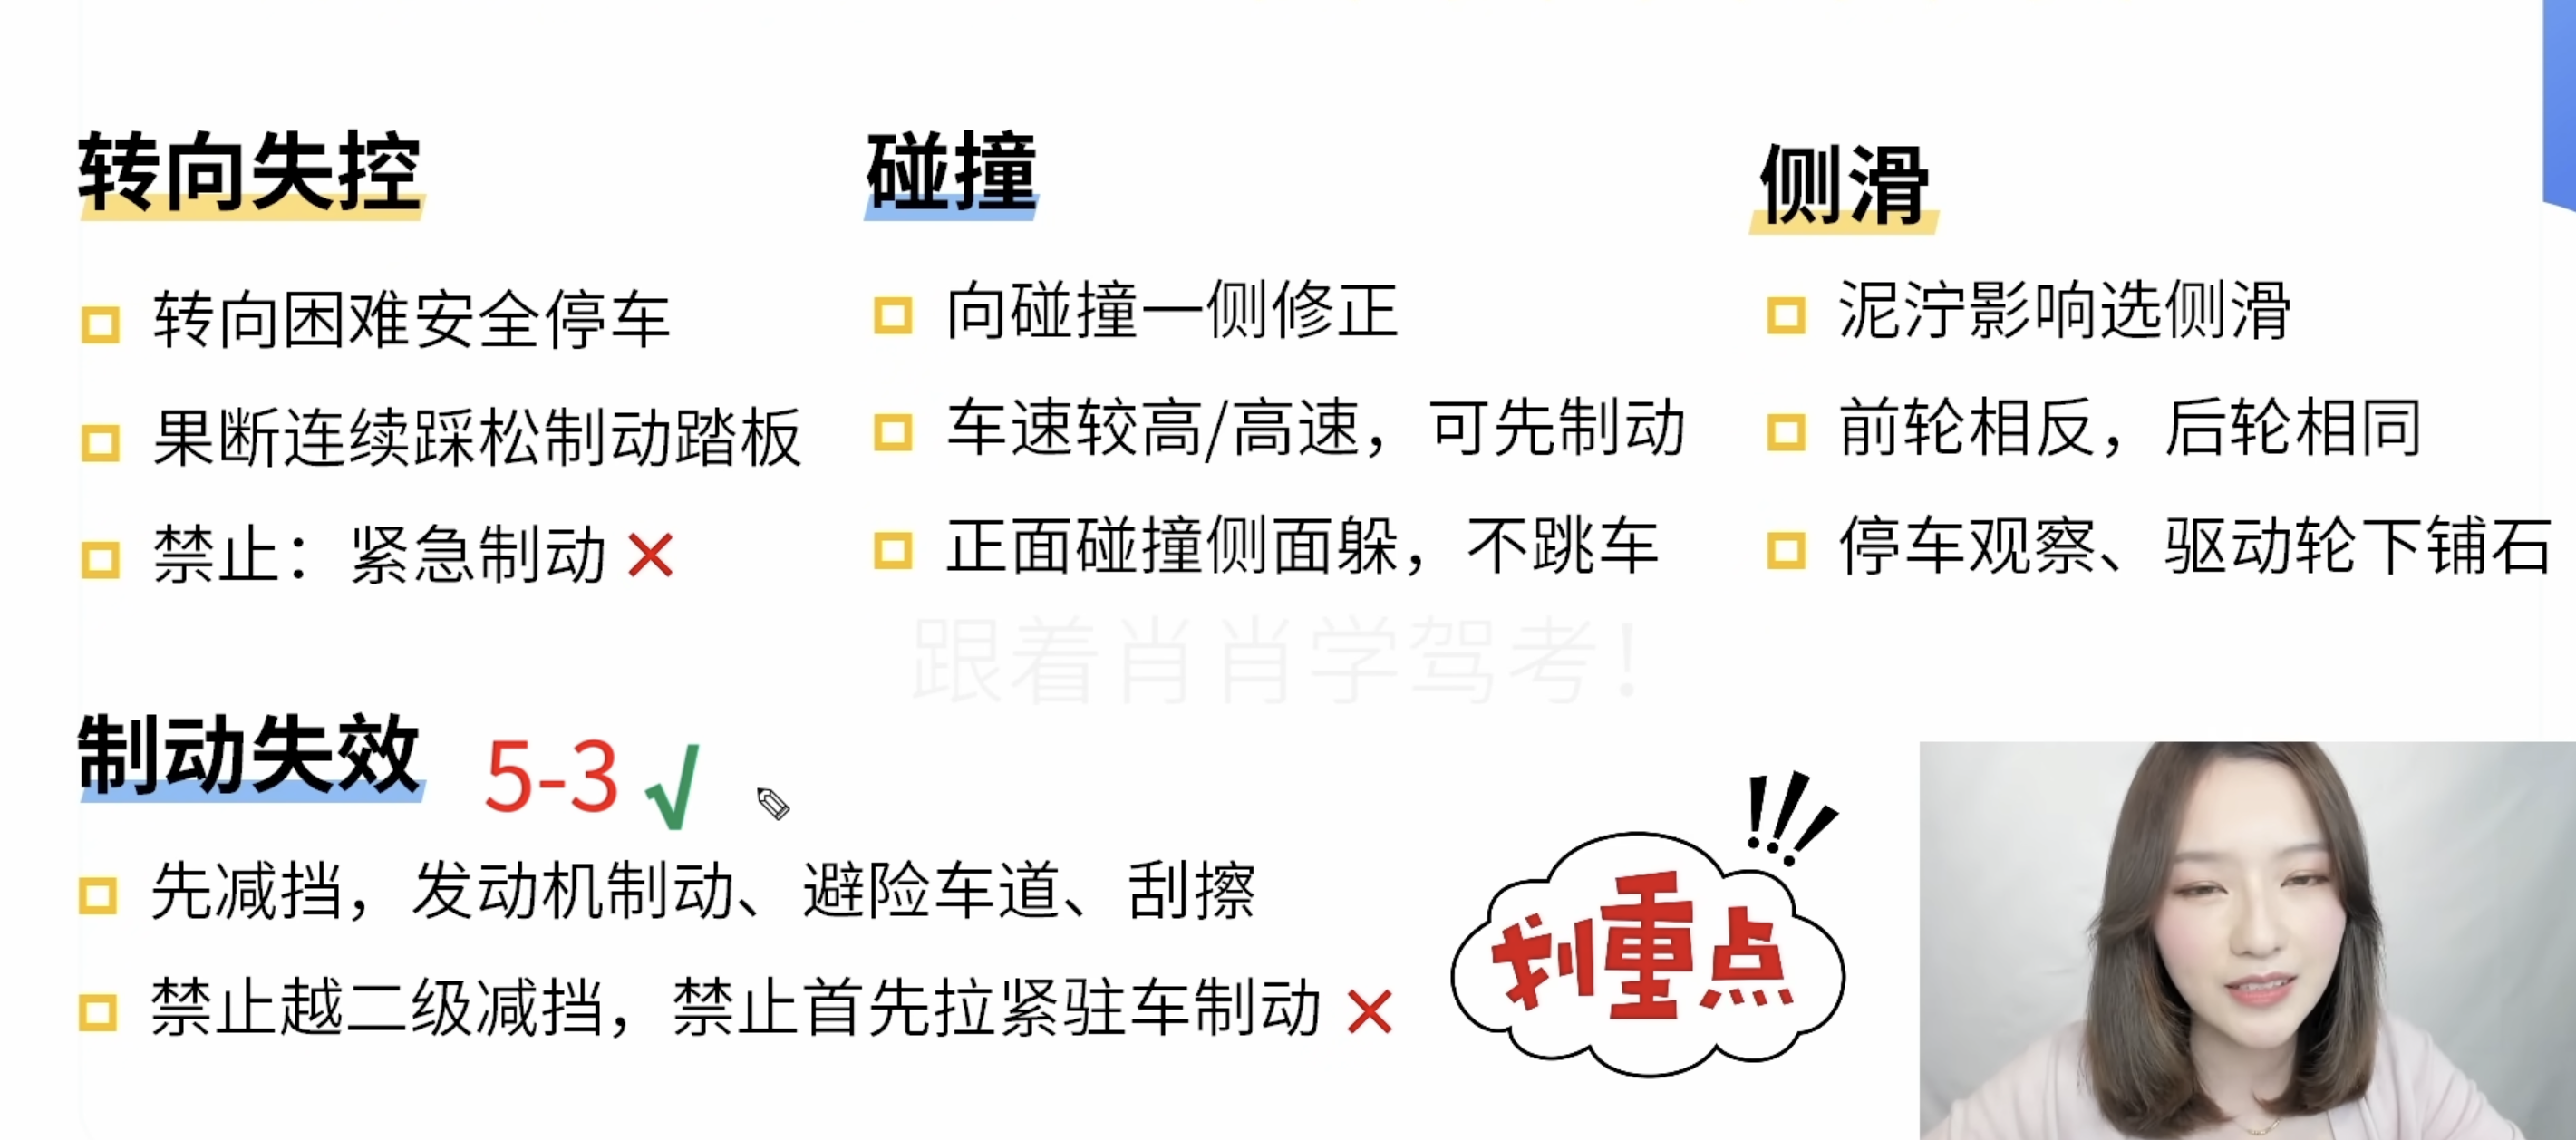 转向失控
转向困难安全停车
果断连续踩松制动踏板
禁止：紧急制动 ×
碰撞
向碰撞一侧修正
车速较高/高速，可先制动
正面碰撞侧面躲，不跳车
侧滑
泥泞影响选侧滑
前轮相反，后轮相同
停车观察、驱动轮下铺石
跟着肖肖学驾考！
制动失效 5-3 √
先减挡，发动机制动、避险车道、刮擦
禁止越二级减挡，禁止首先拉紧驻车制动 ×
划重点
!!!